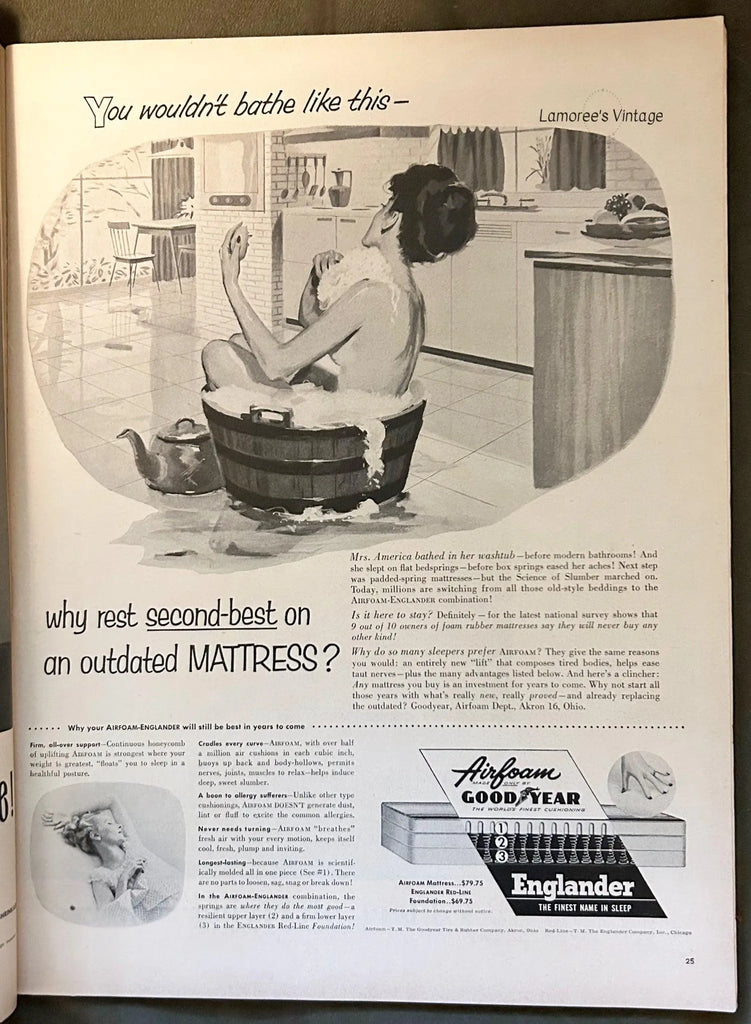 You wouldn't bathe like this—
Lamoree's Vintage
Mrs. America bathed in her washtub—before modern bathrooms! And
she slept on flat bedsprings—before box springs eased her aches! Next step
was padded-spring mattresses—but the Science of Slumber marched on.
Today, millions are switching from all those old-style beddings to the
AIRFOAM-ENGLANDER combination!
Is it here to stay? Definitely—for the latest national survey shows that
9 out of 10 owners of foam rubber mattresses say they will never buy any
other kind!
Why do so many sleepers prefer AIRFOAM? They give the same reasons
you would: an entirely new "lift" that composes tired bodies, helps ease
taut nerves—plus the many advantages listed below. And here's a clincher:
Any mattress you buy is an investment for years to come. Why not start all
those years with what's really new, really proved—and already replacing
the outdated? Goodyear, Airfoam Dept., Akron 16, Ohio.
why rest second-best on
an outdated MATTRESS?
Why your AIRFOAM-ENGLANDER will still be best in years to come
Firm, all-over support—Continuous honeycomb
of uplifting AIRFOAM is strongest where your
weight is greatest, "floats" you to sleep in a
healthful posture.
Cradles every curve—AIRFOAM, with over half
a million air cushions in each cubic inch,
buoys up back and body-hollows, permits
nerves, joints, muscles to relax—helps induce
deep, sweet slumber.
A boon to allergy sufferers—Unlike other type
cushionings, AIRFOAM DOESN'T generate dust,
lint or fluff to excite the common allergies.
Never needs turning—AIRFOAM "breathes"
fresh air with your every motion, keeps itself
cool, fresh, plump and inviting.
Longest-lasting—because AIRFOAM is scientif-
ically molded all in one piece (See #1). There
are no parts to loosen, sag, snag or break down!
In the AIRFOAM-ENGLANDER combination, the
springs are where they do the most good—a
resilient upper layer (2) and a firm lower layer
(3) in the ENGLANDER Red-Line Foundation!
Airfoam
MADE ONLY BY
GOOD YEAR
THE WORLD'S FINEST CUSHIONING
1
2
3
Englander
THE FINEST NAME IN SLEEP
AIRFOAM Mattress...$79.75
ENGLANDER RED-LINE
Foundation..$69.75
Prices subject to change without notice.
Airfoam—T. M. The Goodyear Tire & Rubber Company, Akron, Ohio Red-Line—T. M. The Englander Company, Inc., Chicago
25